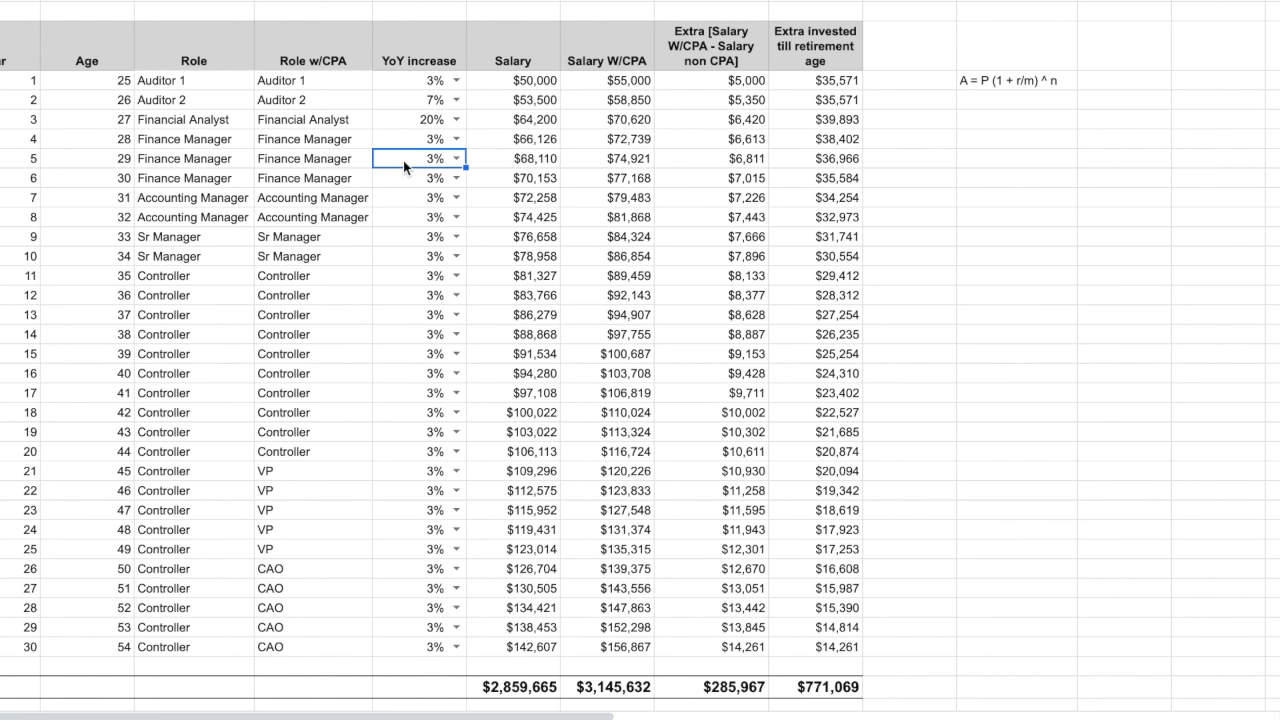 r Age Role Role w/CPA YoY increase Salary Salary W/CPA Extra [Salary W/CPA - Salary non CPA] Extra invested till retirement age
1 25 Auditor 1 Auditor 1 3% $50,000 $55,000 $5,000 $35,571 A = P (1 + r/m) ^ n
2 26 Auditor 2 Auditor 2 7% $53,500 $58,850 $5,350 $35,571
3 27 Financial Analyst Financial Analyst 20% $64,200 $70,620 $6,420 $39,893
4 28 Finance Manager Finance Manager 3% $66,126 $72,739 $6,613 $38,402
5 29 Finance Manager Finance Manager 3% $68,110 $74,921 $6,811 $36,966
6 30 Finance Manager Finance Manager 3% $70,153 $77,168 $7,015 $35,584
7 31 Accounting Manager Accounting Manager 3% $72,258 $79,483 $7,226 $34,254
8 32 Accounting Manager Accounting Manager 3% $74,425 $81,868 $7,443 $32,973
9 33 Sr Manager Sr Manager 3% $76,658 $84,324 $7,666 $31,741
10 34 Sr Manager Sr Manager 3% $78,958 $86,854 $7,896 $30,554
11 35 Controller Controller 3% $81,327 $89,459 $8,133 $29,412
12 36 Controller Controller 3% $83,766 $92,143 $8,377 $28,312
13 37 Controller Controller 3% $86,279 $94,907 $8,628 $27,254
14 38 Controller Controller 3% $88,868 $97,755 $8,887 $26,235
15 39 Controller Controller 3% $91,534 $100,687 $9,153 $25,254
16 40 Controller Controller 3% $94,280 $103,708 $9,428 $24,310
17 41 Controller Controller 3% $97,108 $106,819 $9,711 $23,402
18 42 Controller Controller 3% $100,022 $110,024 $10,002 $22,527
19 43 Controller Controller 3% $103,022 $113,324 $10,302 $21,685
20 44 Controller Controller 3% $106,113 $116,724 $10,611 $20,874
21 45 Controller VP 3% $109,296 $120,226 $10,930 $20,094
22 46 Controller VP 3% $112,575 $123,833 $11,258 $19,342
23 47 Controller VP 3% $115,952 $127,548 $11,595 $18,619
24 48 Controller VP 3% $119,431 $131,374 $11,943 $17,923
25 49 Controller VP 3% $123,014 $135,315 $12,301 $17,253
26 50 Controller CAO 3% $126,704 $139,375 $12,670 $16,608
27 51 Controller CAO 3% $130,505 $143,556 $13,051 $15,987
28 52 Controller CAO 3% $134,421 $147,863 $13,442 $15,390
29 53 Controller CAO 3% $138,453 $152,298 $13,845 $14,814
30 54 Controller CAO 3% $142,607 $156,867 $14,261 $14,261
$2,859,665 $3,145,632 $285,967 $771,069